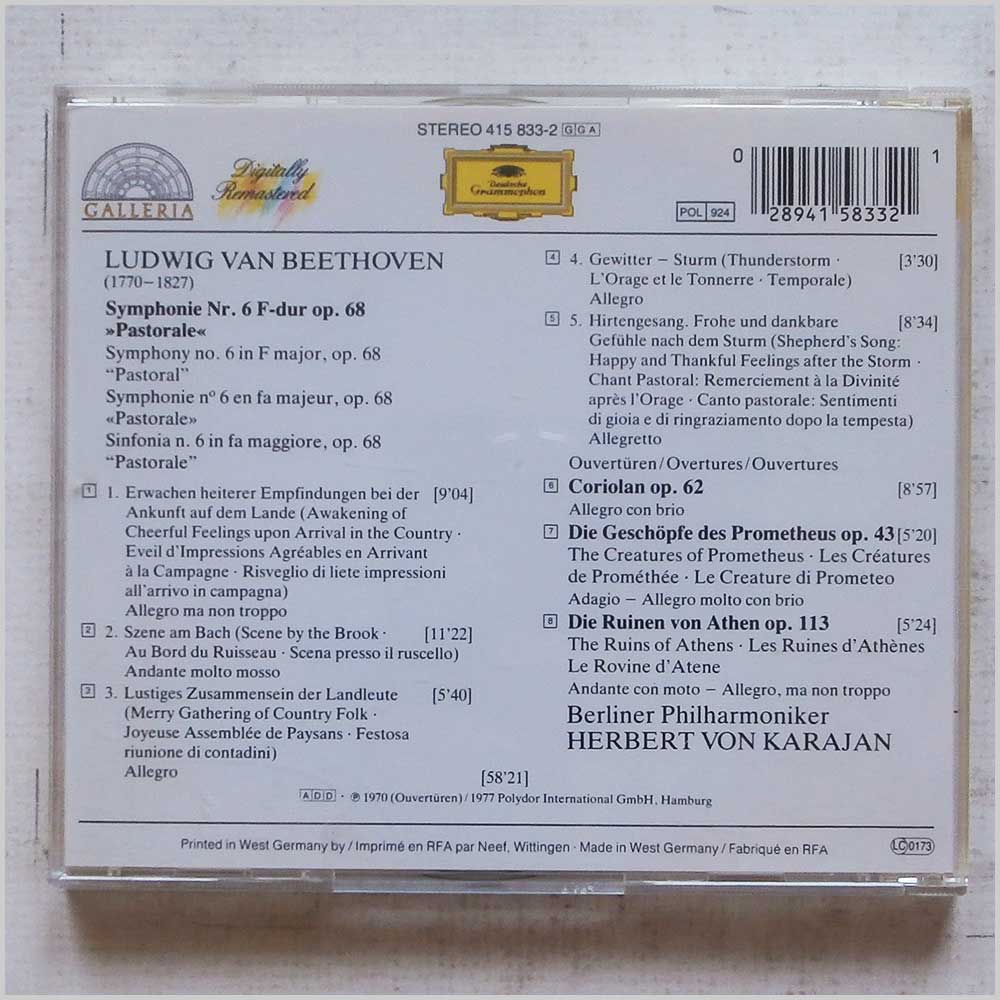 STEREO 415 833-2 GGA
GALLERIA
Digitally
Remastered
Deutsche
Grammophon
POL 924
0 28941 58332 1
LUDWIG VAN BEETHOVEN
(1770–1827)
Symphonie Nr. 6 F-dur op. 68
»Pastorale«
Symphony no. 6 in F major, op. 68
“Pastoral”
Symphonie nº 6 en fa majeur, op. 68
«Pastorale»
Sinfonia n. 6 in fa maggiore, op. 68
“Pastorale”
1 1. Erwachen heiterer Empfindungen bei der [9'04]
Ankunft auf dem Lande (Awakening of
Cheerful Feelings upon Arrival in the Country ·
Eveil d’Impressions Agréables en Arrivant
à la Campagne · Risveglio di liete impressioni
all’arrivo in campagna)
Allegro ma non troppo
2 2. Szene am Bach (Scene by the Brook · [11'22]
Au Bord du Ruisseau · Scena presso il ruscello)
Andante molto mosso
3 3. Lustiges Zusammensein der Landleute [5'40]
(Merry Gathering of Country Folk ·
Joyeuse Assemblée de Paysans · Festosa
riunione di contadini)
Allegro
4 4. Gewitter – Sturm (Thunderstorm · [3'30]
L’Orage et le Tonnerre · Temporale)
Allegro
5 5. Hirtengesang. Frohe und dankbare [8'34]
Gefühle nach dem Sturm (Shepherd’s Song:
Happy and Thankful Feelings after the Storm ·
Chant Pastoral: Remerciement à la Divinité
après l’Orage · Canto pastorale: Sentimenti
di gioia e di ringraziamento dopo la tempesta)
Allegretto
Ouvertüren/Overtures/Ouvertures
6 Coriolan op. 62 [8'57]
Allegro con brio
7 Die Geschöpfe des Prometheus op. 43 [5'20]
The Creatures of Prometheus · Les Créatures
de Prométhée · Le Creature di Prometeo
Adagio – Allegro molto con brio
8 Die Ruinen von Athen op. 113 [5'24]
The Ruins of Athens · Les Ruines d’Athènes
Le Rovine d’Atene
Andante con moto – Allegro, ma non troppo
Berliner Philharmoniker
HERBERT VON KARAJAN
[58'21]
ADD · ℗ 1970 (Ouvertüren) / 1977 Polydor International GmbH, Hamburg
Printed in West Germany by / Imprimé en RFA par Neef, Wittingen · Made in West Germany / Fabriqué en RFA
LC 0173